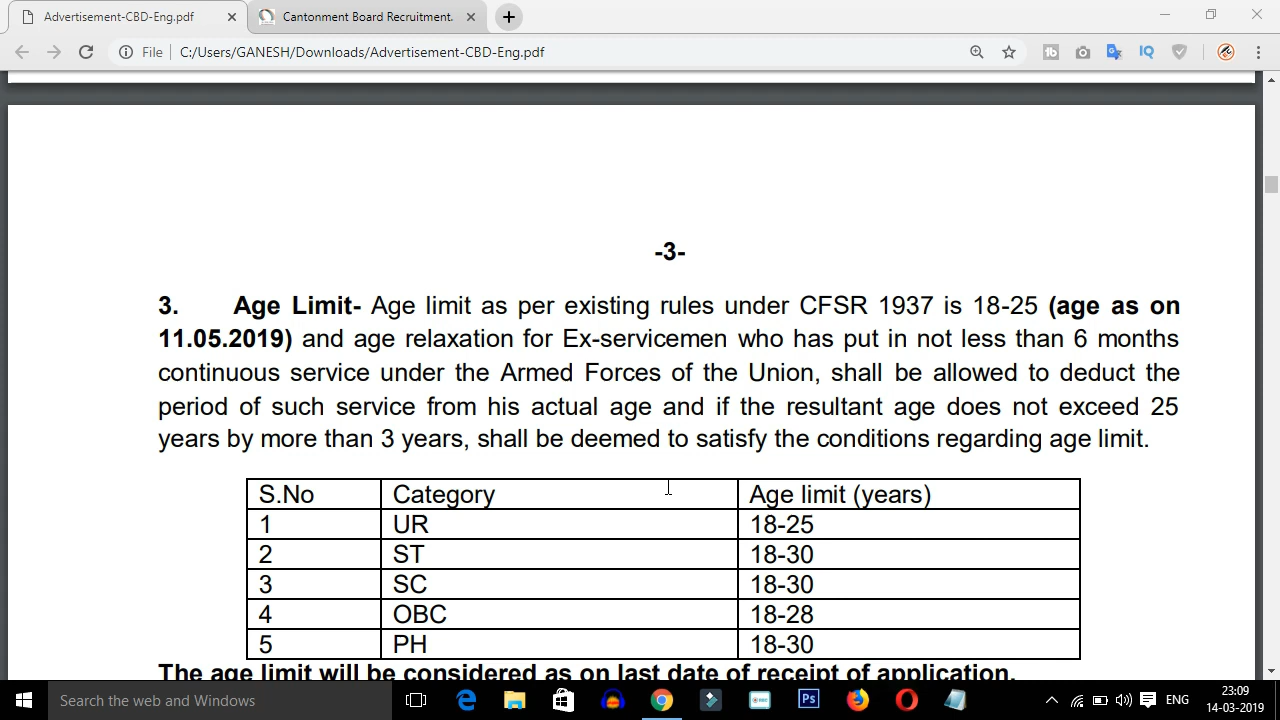 Advertisement-CBD-Eng.pdf
Cantonment Board Recruitment.
File
C:/Users/GANESH/Downloads/Advertisement-CBD-Eng.pdf
-3-
3. Age Limit- Age limit as per existing rules under CFSR 1937 is 18-25 (age as on
11.05.2019) and age relaxation for Ex-servicemen who has put in not less than 6 months
continuous service under the Armed Forces of the Union, shall be allowed to deduct the
period of such service from his actual age and if the resultant age does not exceed 25
years by more than 3 years, shall be deemed to satisfy the conditions regarding age limit.
S.No Category Age limit (years)
1 UR 18-25
2 ST 18-30
3 SC 18-30
4 OBC 18-28
5 PH 18-30
The age limit will be considered as on last date of receipt of application.
Search the web and Windows
Ps
ENG
23:09
14-03-2019